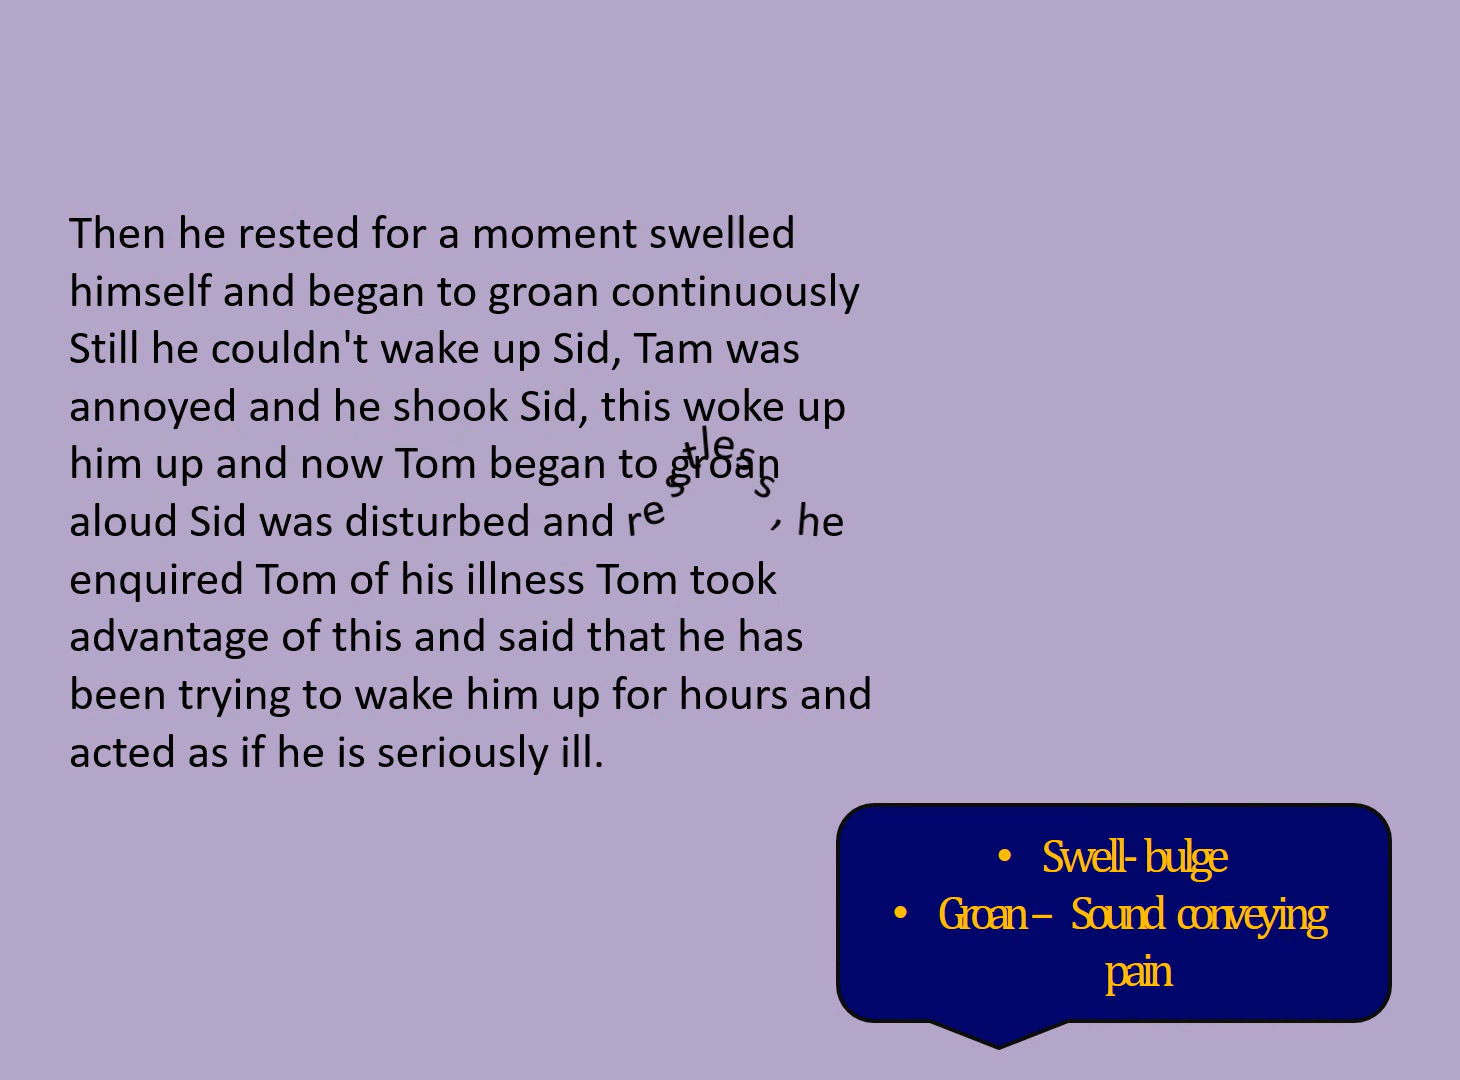 Then he rested for a moment swelled
himself and began to groan continuously
Still he couldn't wake up Sid, Tam was
annoyed and he shook Sid, this woke up
him up and now Tom began to groan
aloud Sid was disturbed and restless, he
enquired Tom of his illness Tom took
advantage of this and said that he has
been trying to wake him up for hours and
acted as if he is seriously ill.
• Swell- bulge
• Groan – Sound conveying
pain